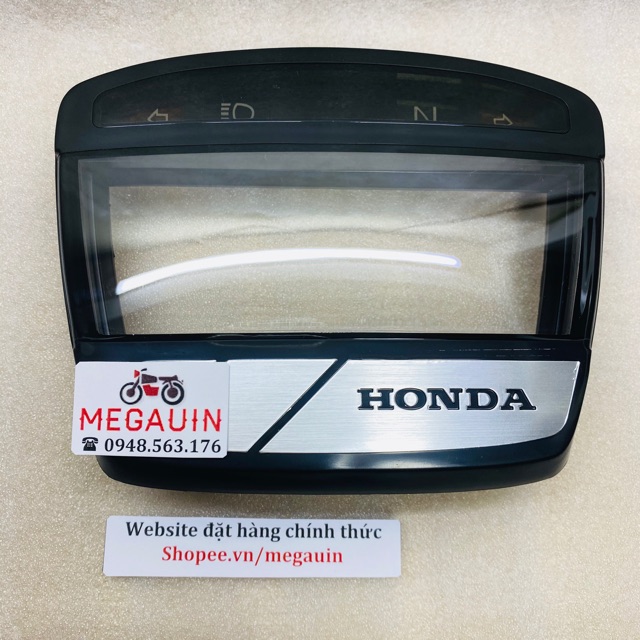 N
HONDA
MEGAUIN
☎ 0948.563.176
Website đặt hàng chính thức
Shopee.vn/megauin